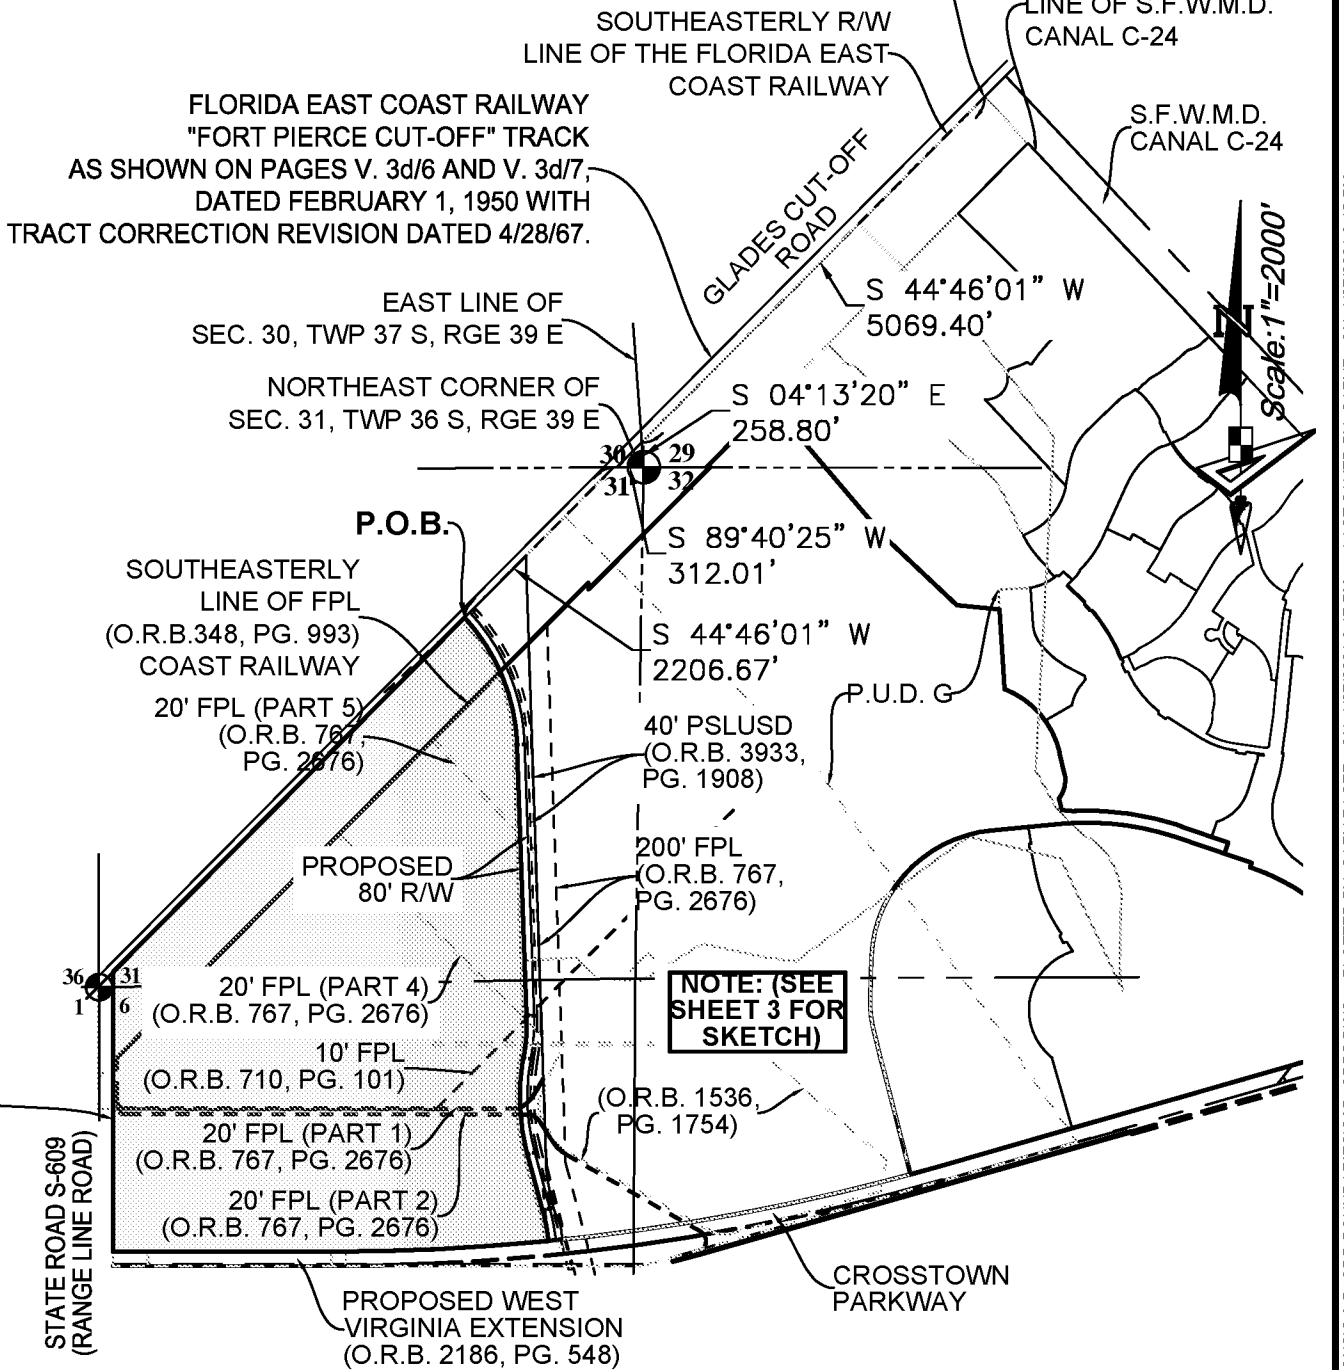 SOUTHEASTERLY R/W
LINE OF THE FLORIDA EAST
COAST RAILWAY
LINE OF S.F.W.M.D.
CANAL C-24
S.F.W.M.D.
CANAL C-24
FLORIDA EAST COAST RAILWAY
"FORT PIERCE CUT-OFF" TRACK
AS SHOWN ON PAGES V. 3d/6 AND V. 3d/7,
DATED FEBRUARY 1, 1950 WITH
TRACT CORRECTION REVISION DATED 4/28/67.
GLADES CUT-OFF
ROAD
N
Scale:1"=2000'
S 44°46'01" W
5069.40'
EAST LINE OF
SEC. 30, TWP 37 S, RGE 39 E
NORTHEAST CORNER OF
SEC. 31, TWP 36 S, RGE 39 E
S 04°13'20" E
258.80'
30 29
31 32
P.O.B.
S 89°40'25" W
312.01'
SOUTHEASTERLY
LINE OF FPL
(O.R.B.348, PG. 993)
COAST RAILWAY
S 44°46'01" W
2206.67'
P.U.D. G
20' FPL (PART 5)
(O.R.B. 767,
PG. 2676)
40' PSLUSD
(O.R.B. 3933,
PG. 1908)
PROPOSED
80' R/W
200' FPL
(O.R.B. 767,
PG. 2676)
36 31
1 6
20' FPL (PART 4)
(O.R.B. 767, PG. 2676)
NOTE: (SEE
SHEET 3 FOR
SKETCH)
10' FPL
(O.R.B. 710, PG. 101)
(O.R.B. 1536,
PG. 1754)
20' FPL (PART 1)
(O.R.B. 767, PG. 2676)
20' FPL (PART 2)
(O.R.B. 767, PG. 2676)
STATE ROAD S-609
(RANGE LINE ROAD)
CROSSTOWN
PARKWAY
PROPOSED WEST
VIRGINIA EXTENSION
(O.R.B. 2186, PG. 548)